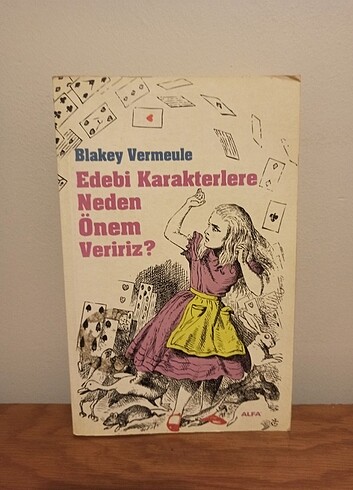 Blakey Vermeule
Edebi Karakterlere
Neden
Önem
Veririz?
ALFA